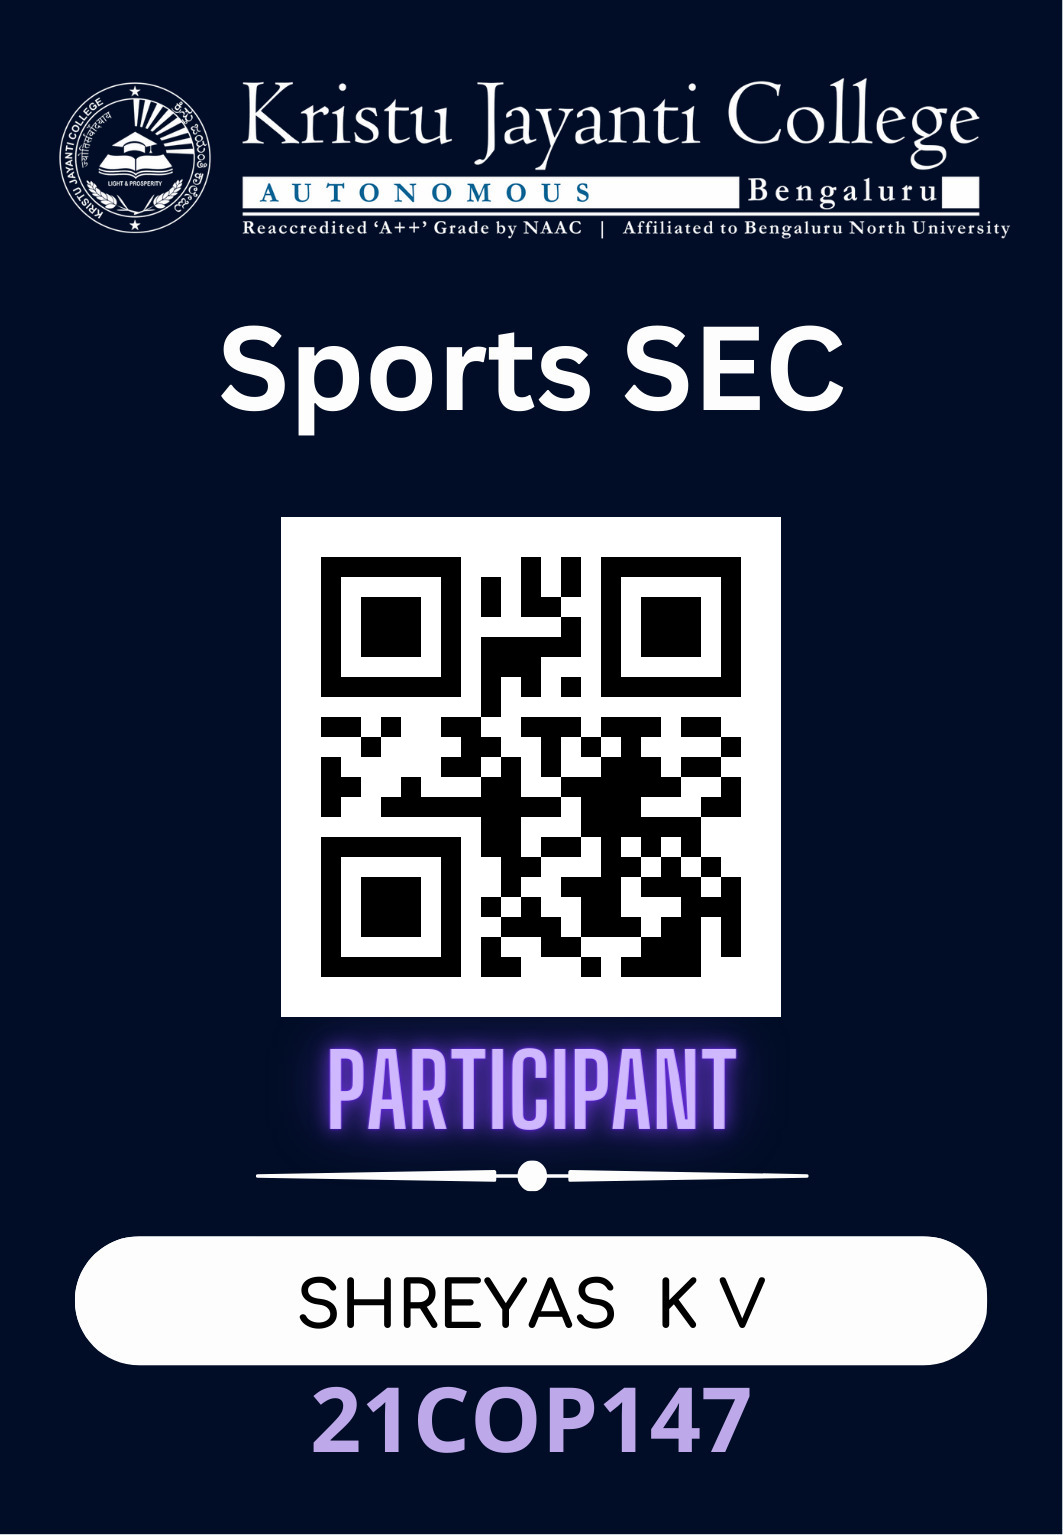 Kristu Jayanti College
AUTONOMOUS Bengaluru
Reaccredited ‘A++’ Grade by NAAC | Affiliated to Bengaluru North University
KRISTU JAYANTI COLLEGE
ಕ್ರಿಸ್ತು ಜಯಂತಿ ಕಾಲೇಜು
LIGHT & PROSPERITY
Sports SEC
PARTICIPANT
SHREYAS K V
21COP147